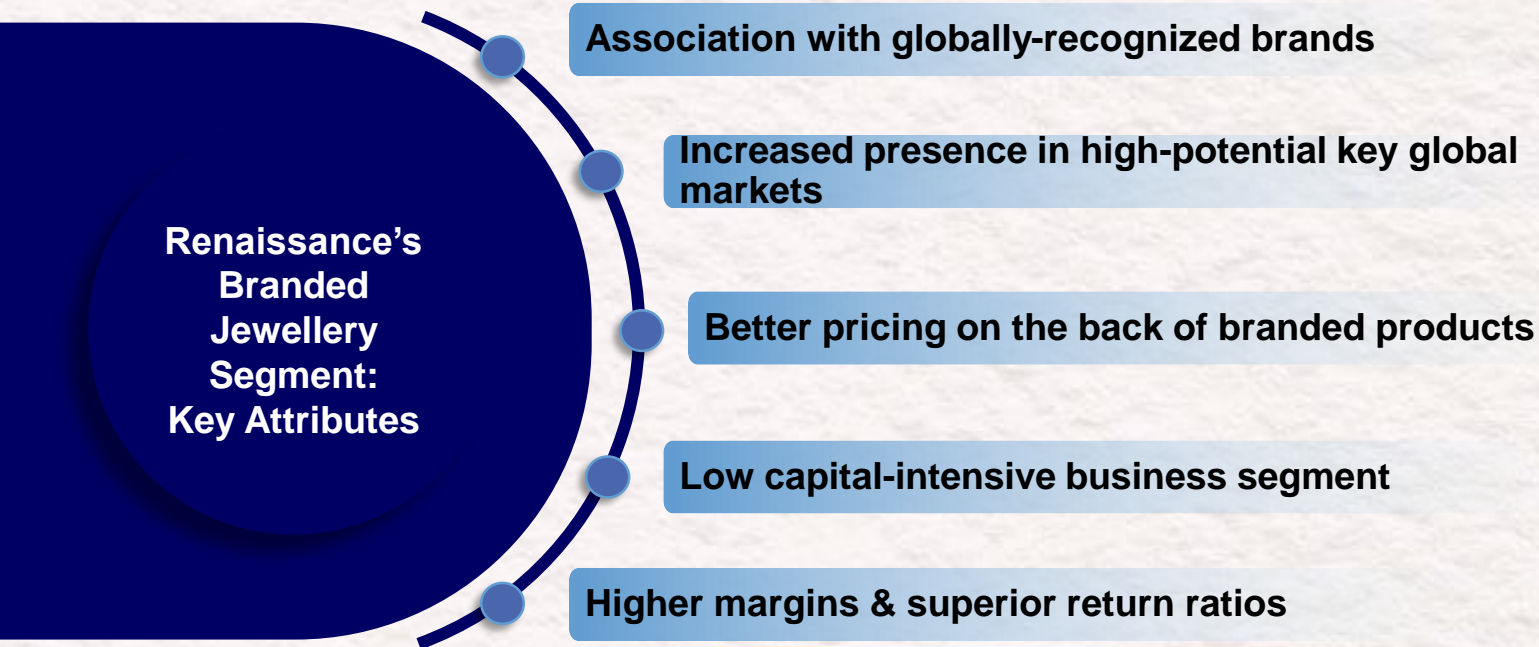 Renaissance’s
Branded
Jewellery
Segment:
Key Attributes
Association with globally-recognized brands
Increased presence in high-potential key global
markets
Better pricing on the back of branded products
Low capital-intensive business segment
Higher margins & superior return ratios